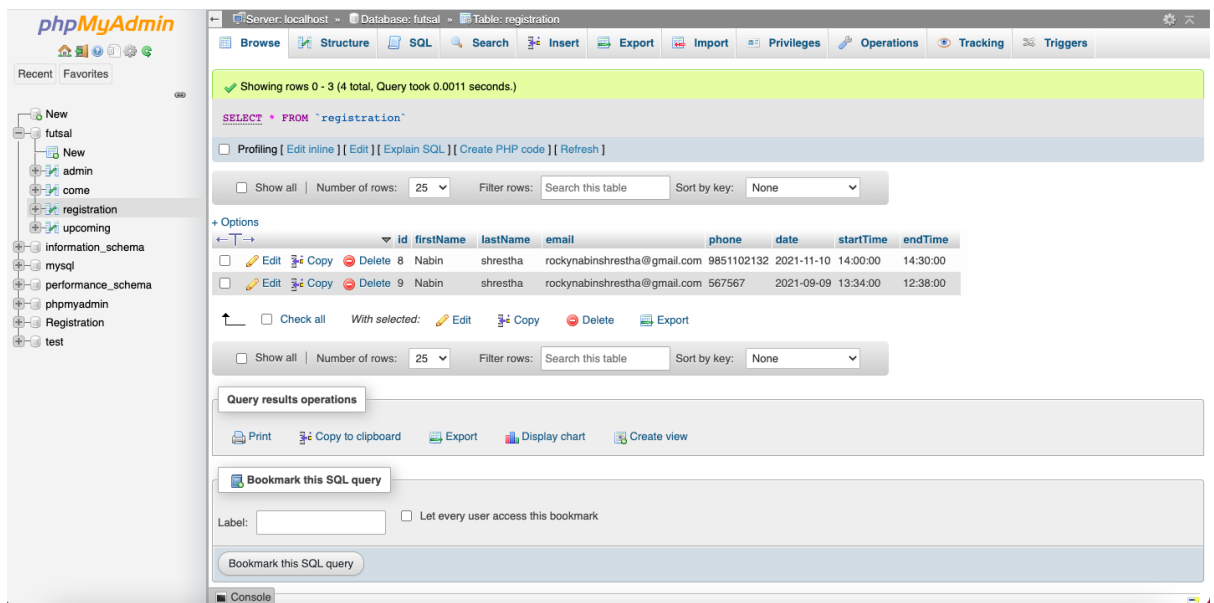 phpMyAdmin
Recent Favorites
New
futsal
New
admin
come
registration
upcoming
information_schema
mysql
performance_schema
phpmyadmin
Registration
test
Server: localhost » Database: futsal » Table: registration
Browse Structure SQL Search Insert Export Import Privileges Operations Tracking Triggers
Showing rows 0 - 3 (4 total, Query took 0.0011 seconds.)
SELECT * FROM `registration`
Profiling [ Edit inline ] [ Edit ] [ Explain SQL ] [ Create PHP code ] [ Refresh ]
Show all | Number of rows: 25 Filter rows: Search this table Sort by key: None
+ Options
←T→ id firstName lastName email phone date startTime endTime
Edit Copy Delete 8 Nabin shrestha rockynabinshrestha@gmail.com 9851102132 2021-11-10 14:00:00 14:30:00
Edit Copy Delete 9 Nabin shrestha rockynabinshrestha@gmail.com 567567 2021-09-09 13:34:00 12:38:00
Check all With selected: Edit Copy Delete Export
Show all | Number of rows: 25 Filter rows: Search this table Sort by key: None
Query results operations
Print Copy to clipboard Export Display chart Create view
Bookmark this SQL query
Label: Let every user access this bookmark
Bookmark this SQL query
Console